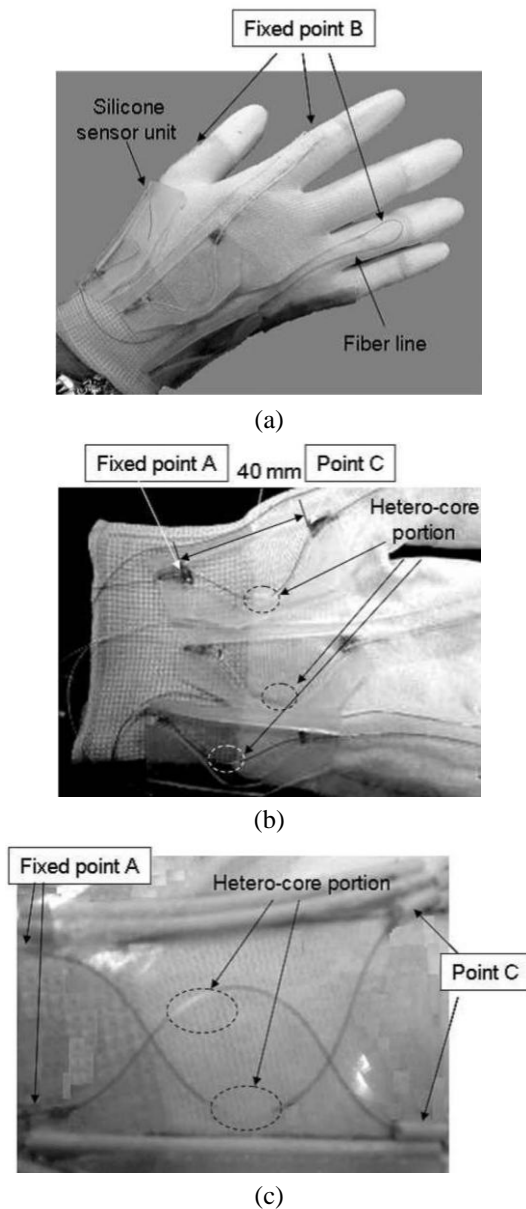 Fixed point B
Silicone
sensor unit
Fiber line
(a)
Fixed point A
40 mm
Point C
Hetero-core
portion
(b)
Fixed point A
Hetero-core portion
Point C
(c)